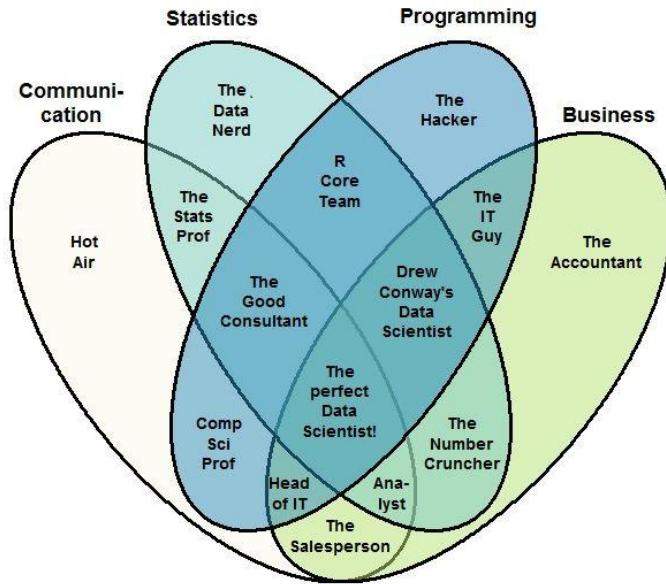 Statistics
Programming
Communi-
cation
Business
The
Data
Nerd
The
Hacker
R
Core
Team
The
Stats
Prof
The
IT
Guy
Hot
Air
The
Accountant
The
Good
Consultant
Drew
Conway's
Data
Scientist
The
perfect
Data
Scientist!
Comp
Sci
Prof
The
Number
Cruncher
Head
of IT
Ana-
lyst
The
Salesperson